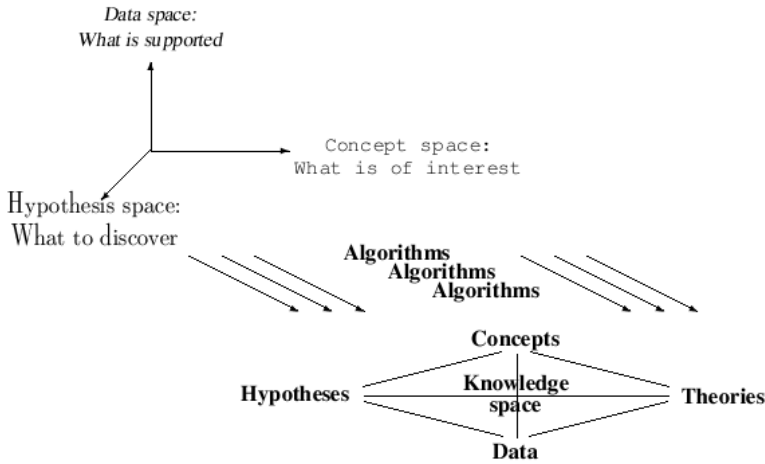 Data space:
What is supported
Concept space:
What is of interest
Hypothesis space:
What to discover
Algorithms
Algorithms
Algorithms
Concepts
Hypotheses
Knowledge
space
Theories
Data